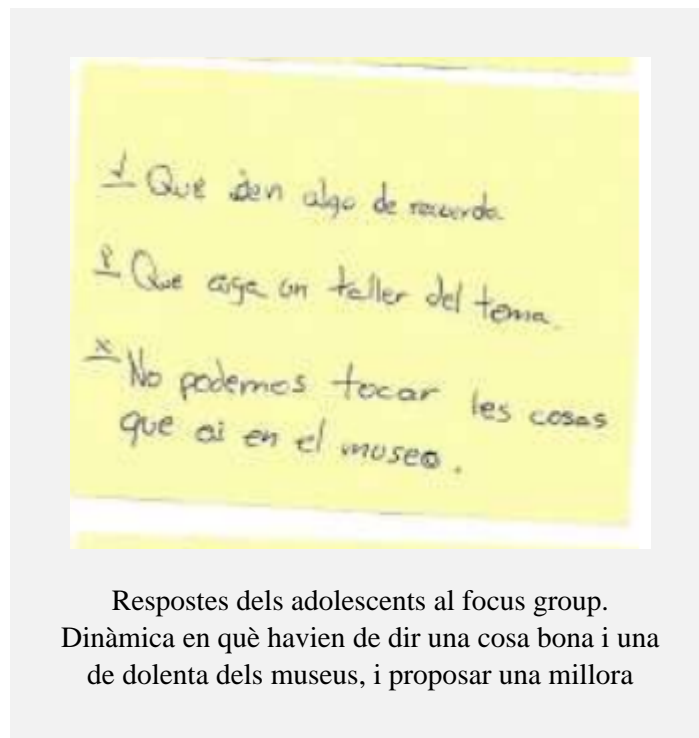 Que den algo de recuerdo.
Que aiga un taller del tema.
x No podemos tocar les cosas
que ai en el museo.
Respostes dels adolescents al focus group.
Dinàmica en què havien de dir una cosa bona i una
de dolenta dels museus, i proposar una millora